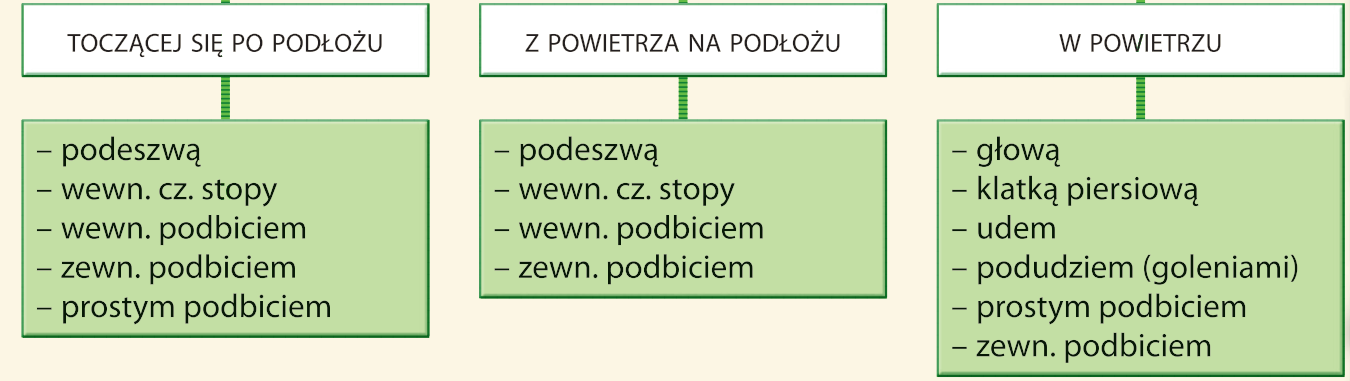 TOCZĄCEJ SIĘ PO PODŁOŻU
– podeszwą
– wewn. cz. stopy
– wewn. podbiciem
– zewn. podbiciem
– prostym podbiciem
Z POWIETRZA NA PODŁOŻU
– podeszwą
– wewn. cz. stopy
– wewn. podbiciem
– zewn. podbiciem
W POWIETRZU
– głową
– klatką piersiową
– udem
– podudziem (goleniami)
– prostym podbiciem
– zewn. podbiciem